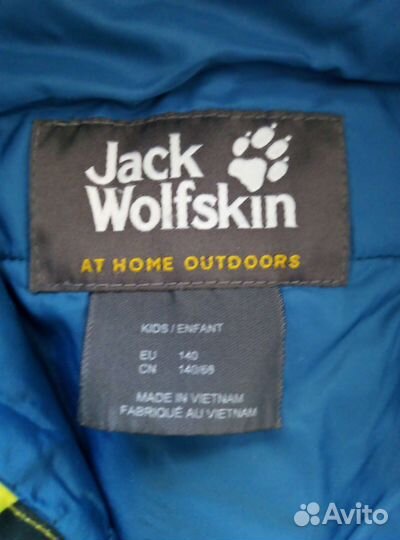 Jack
Wolfskin
AT HOME OUTDOORS
KIDS / ENFANT
EU 140
CN 140/68
MADE IN VIETNAM
FABRIQUÉ AU VIETNAM
Avito